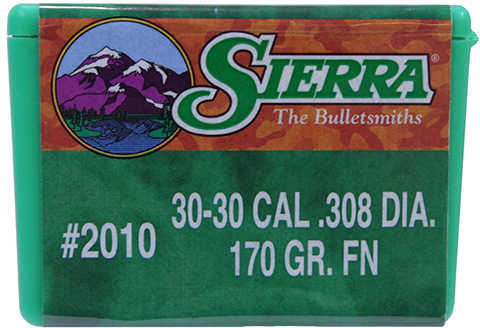 SIERRA®
The Bulletsmiths
#2010
30-30 CAL .308 DIA.
170 GR. FN